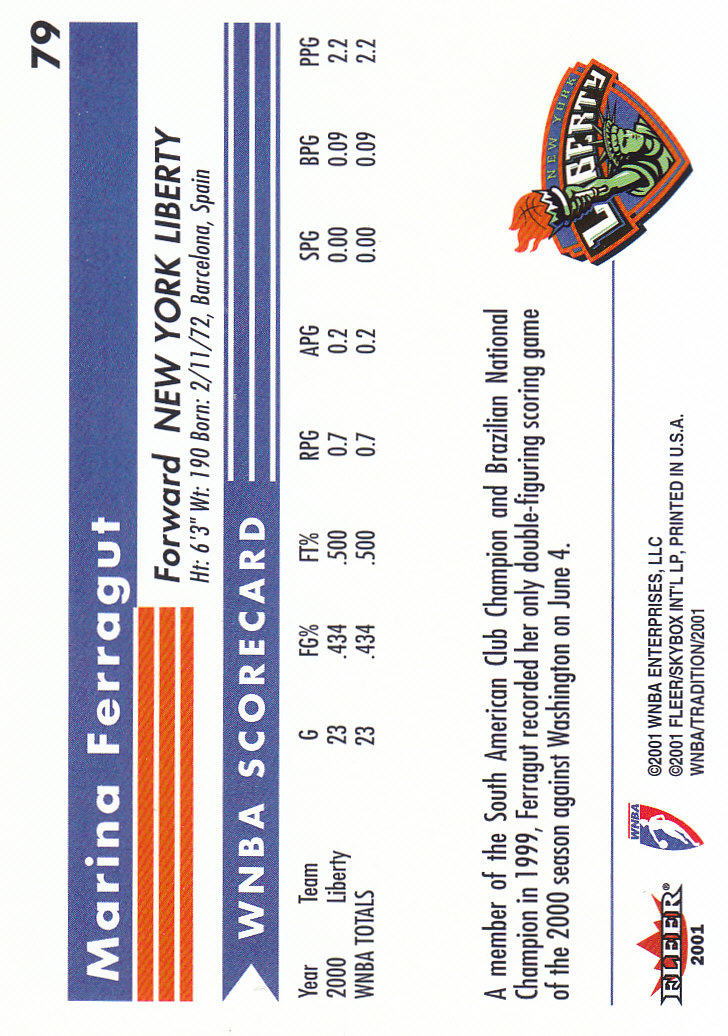 79
Marina Ferragut
Forward NEW YORK LIBERTY
Ht: 6'3" Wt: 190 Born: 2/11/72, Barcelona, Spain
WNBA SCORECARD
Year Team G FG% FT% RPG APG SPG BPG PPG
2000 Liberty 23 .434 .500 0.7 0.2 0.00 0.09 2.2
WNBA TOTALS 23 .434 .500 0.7 0.2 0.00 0.09 2.2
A member of the South American Club Champion and Brazilian National
Champion in 1999, Ferragut recorded her only double-figuring scoring game
of the 2000 season against Washington on June 4.
NEW YORK
LIBERTY
FLEER®
2001
WNBA
©2001 WNBA ENTERPRISES, LLC
©2001 FLEER/SKYBOX INT'L LP, PRINTED IN U.S.A.
WNBA/TRADITION/2001